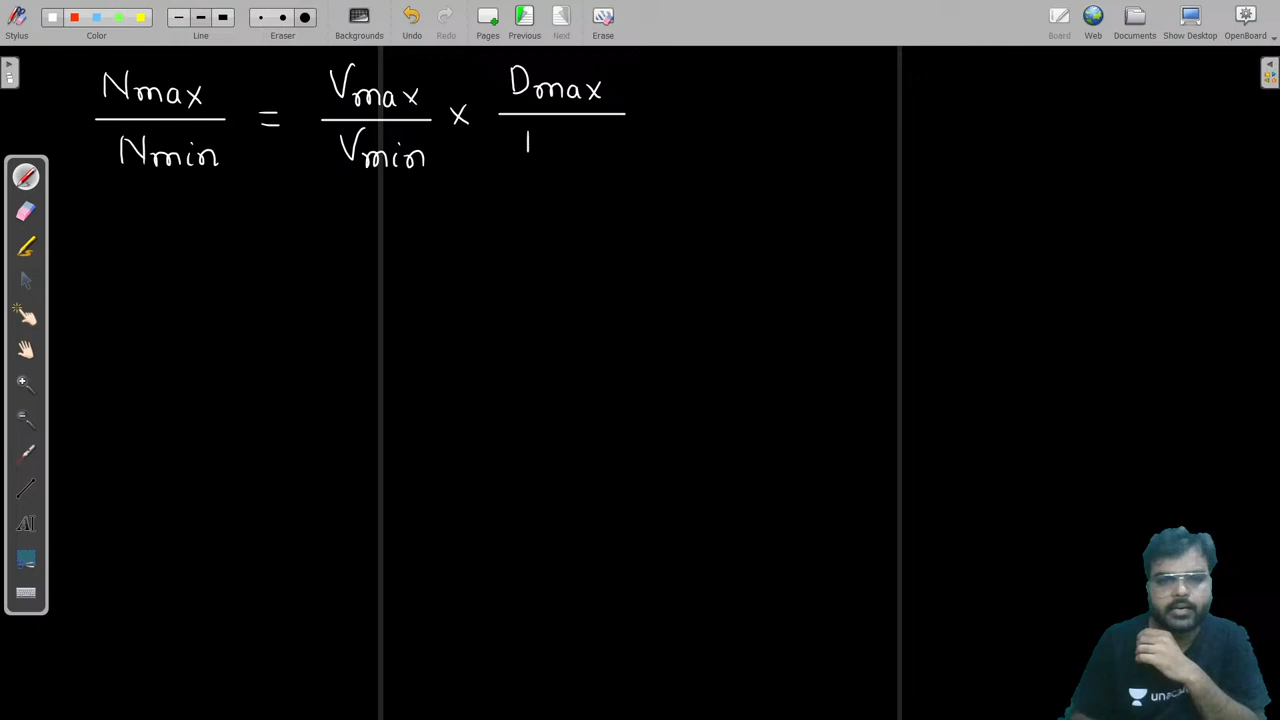 Stylus Color Line Eraser Backgrounds Undo Redo Pages Previous Next Erase Board Web Documents Show Desktop OpenBoard
Nmax / Nmin = Vmax / Vmin x Dmax /
AI